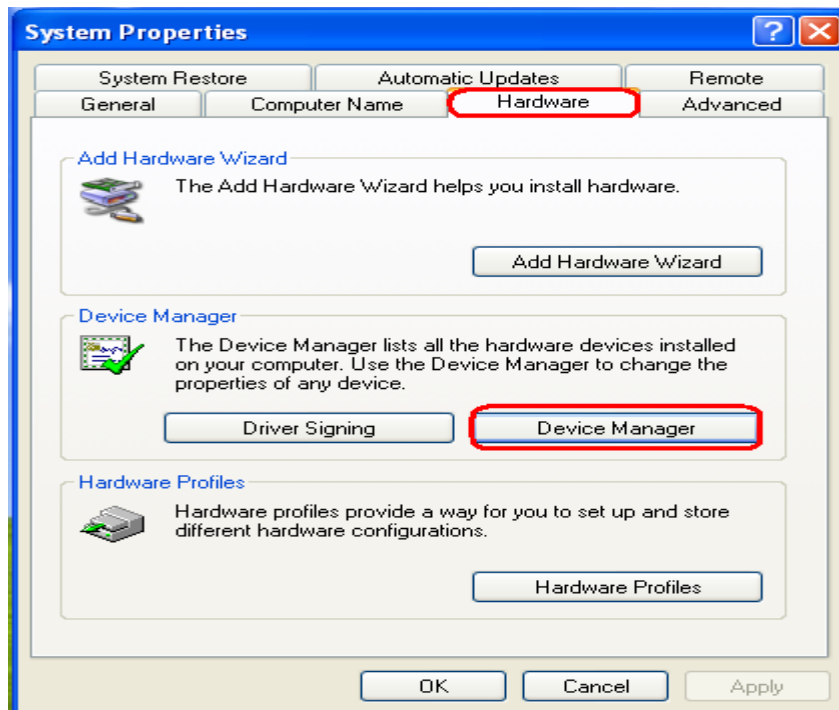 System Properties
System Restore
Automatic Updates
Remote
General
Computer Name
Hardware
Advanced
Add Hardware Wizard
The Add Hardware Wizard helps you install hardware.
Add Hardware Wizard
Device Manager
The Device Manager lists all the hardware devices installed
on your computer. Use the Device Manager to change the
properties of any device.
Driver Signing
Device Manager
Hardware Profiles
Hardware profiles provide a way for you to set up and store
different hardware configurations.
Hardware Profiles
OK
Cancel
Apply